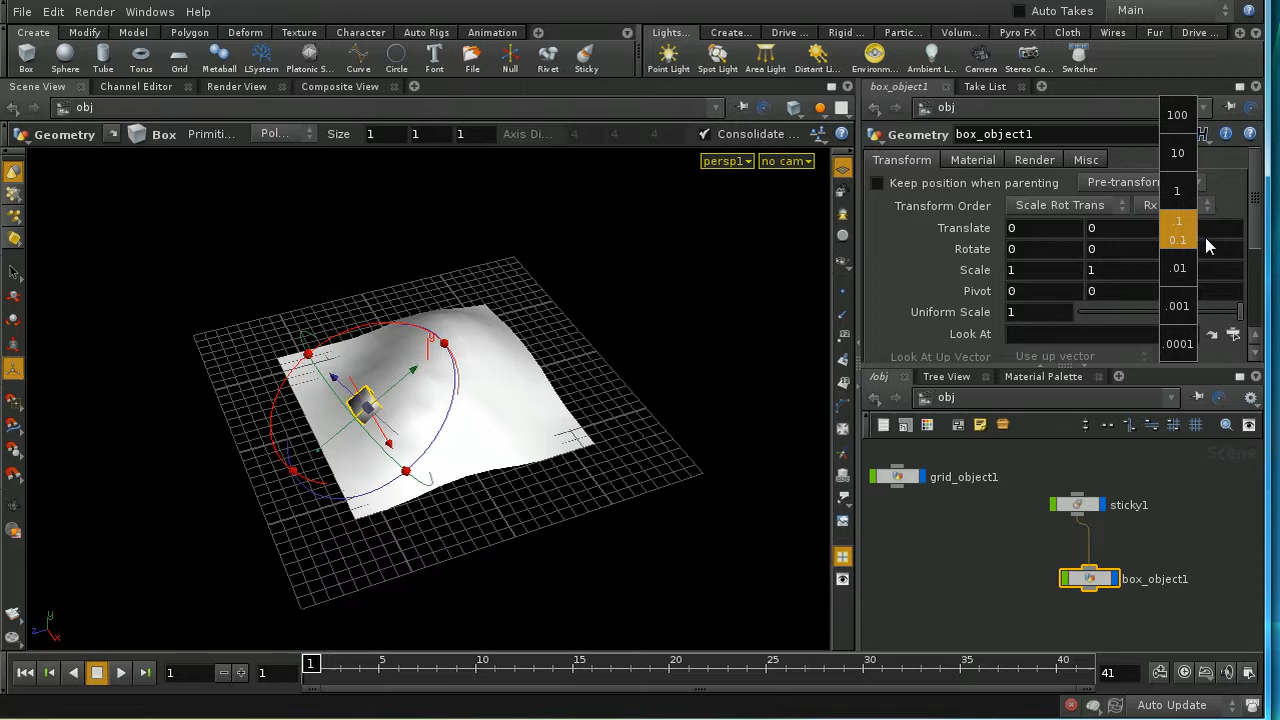 File Edit Render Windows Help Auto Takes Main
Create Modify Model Polygon Deform Texture Character Auto Rigs Animation Lights... Create... Drive ... Rigid ... Partic... Volum... Pyro FX Cloth Wires Fur Drive ...
Box Sphere Tube Torus Grid Metaball LSystem Platonic S... Curve Circle Font File Null Rivet Sticky Point Light Spot Light Area Light Distant Li... Environm... Ambient L... Camera Stereo Ca... Switcher
Scene View Channel Editor Render View Composite View box_object1 Take List
obj obj
Geometry Box Primiti... Pol... Size 1 1 1 Axis Di... 4 4 4 Consolidate ... Geometry box_object1
persp1 no cam
Transform Material Render Misc
Keep position when parenting Pre-transform
Transform Order Scale Rot Trans Rx
Translate 0 0
Rotate 0 0
Scale 1 1
Pivot 0 0
Uniform Scale 1
Look At
Look At Up Vector Use up vector
100
10
1
.1
0.1
.01
.001
.0001
/obj Tree View Material Palette
obj
Scene
grid_object1
sticky1
box_object1
y
z x
1 1 1 5 10 15 20 25 30 35 40 41
Auto Update